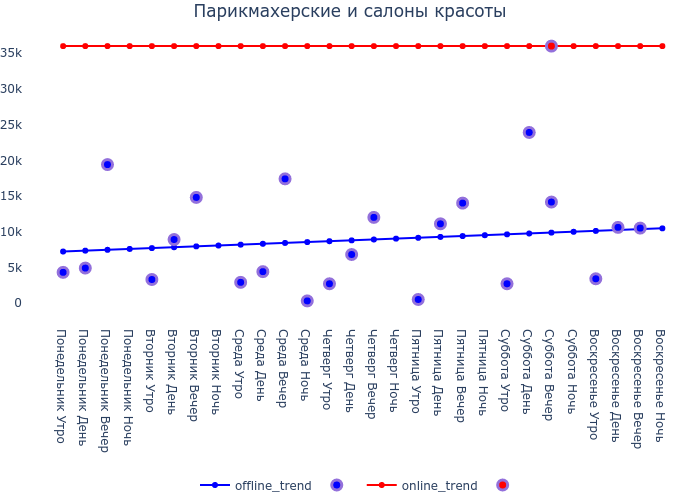 Парикмахерские и салоны красоты
35k
30k
25k
20k
15k
10k
5k
0
Понедельник Утро
Понедельник День
Понедельник Вечер
Понедельник Ночь
Вторник Утро
Вторник День
Вторник Вечер
Вторник Ночь
Среда Утро
Среда День
Среда Вечер
Среда Ночь
Четверг Утро
Четверг День
Четверг Вечер
Четверг Ночь
Пятница Утро
Пятница День
Пятница Вечер
Пятница Ночь
Суббота Утро
Суббота День
Суббота Вечер
Суббота Ночь
Воскресенье Утро
Воскресенье День
Воскресенье Вечер
Воскресенье Ночь
offline_trend
online_trend